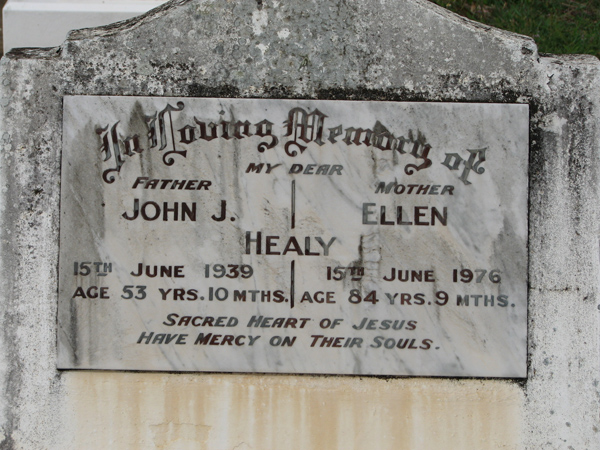 In Loving Memory of
MY DEAR
FATHER MOTHER
JOHN J. ELLEN
HEALY
15TH JUNE 1939 15TH JUNE 1976
AGE 53 YRS. 10 MTHS. AGE 84 YRS. 9 MTHS.
SACRED HEART OF JESUS
HAVE MERCY ON THEIR SOULS.